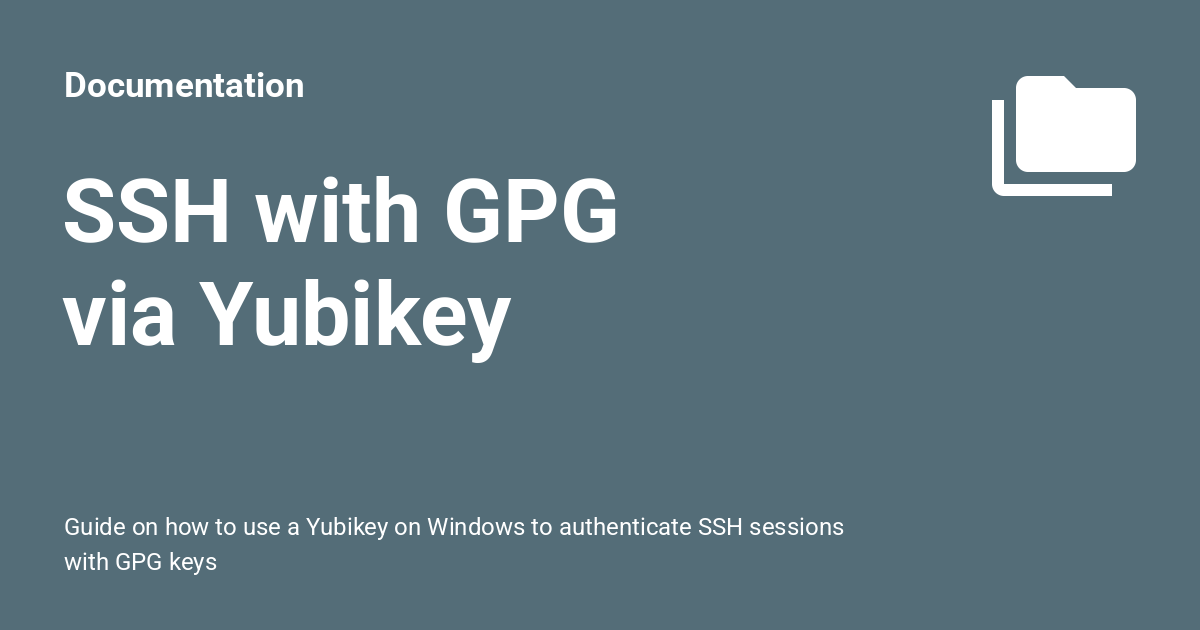 Documentation
SSH with GPG
via Yubikey
Guide on how to use a Yubikey on Windows to authenticate SSH sessions
with GPG keys